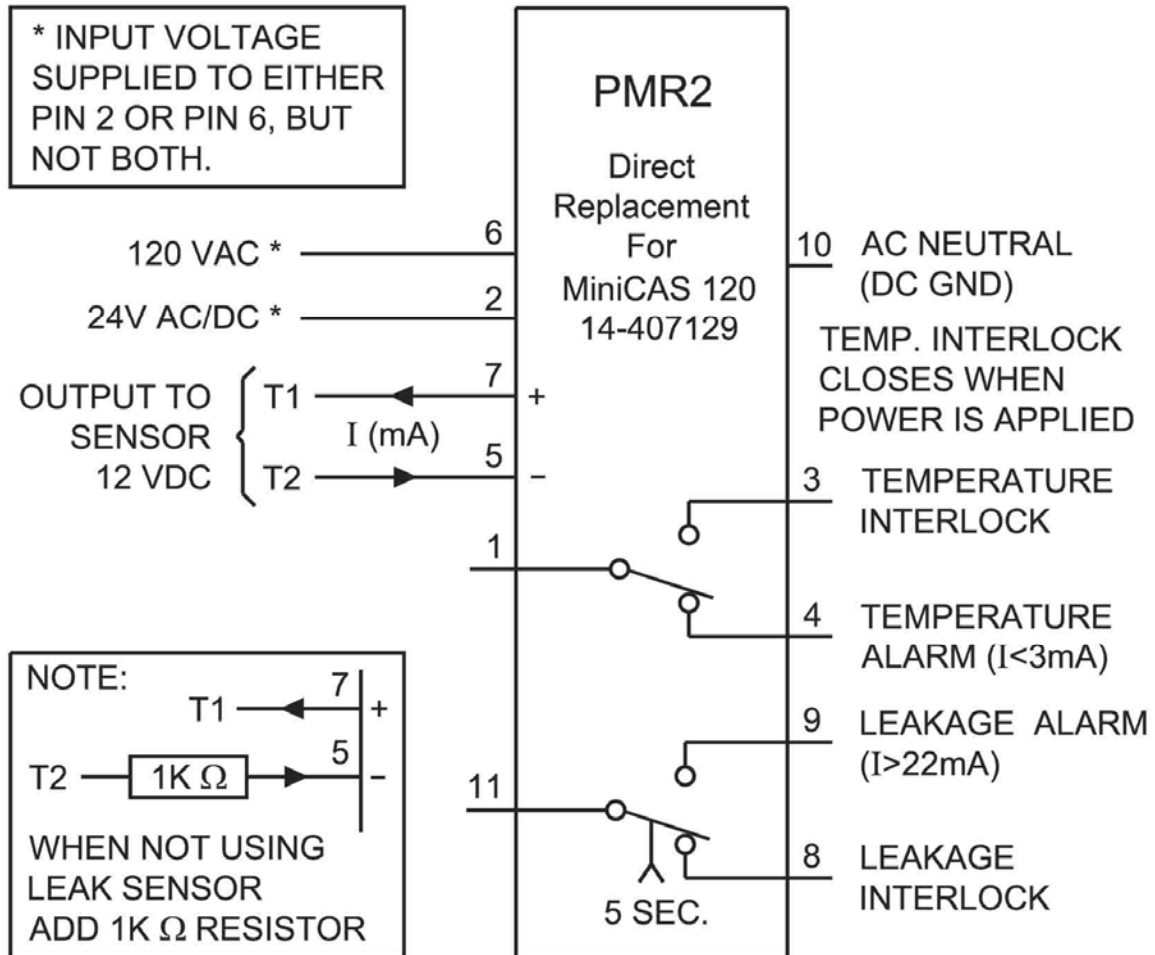 * INPUT VOLTAGE
SUPPLIED TO EITHER
PIN 2 OR PIN 6, BUT
NOT BOTH.
PMR2
Direct
Replacement
For
MiniCAS 120
14-407129
120 VAC *
6
24V AC/DC *
2
OUTPUT TO
SENSOR
12 VDC
T1
7
+
I (mA)
T2
5
−
1
11
10
AC NEUTRAL
(DC GND)
TEMP. INTERLOCK
CLOSES WHEN
POWER IS APPLIED
3
TEMPERATURE
INTERLOCK
4
TEMPERATURE
ALARM (I<3mA)
9
LEAKAGE ALARM
(I>22mA)
8
LEAKAGE
INTERLOCK
5 SEC.
NOTE:
T1
7
+
T2
1K Ω
5
−
WHEN NOT USING
LEAK SENSOR
ADD 1K Ω RESISTOR